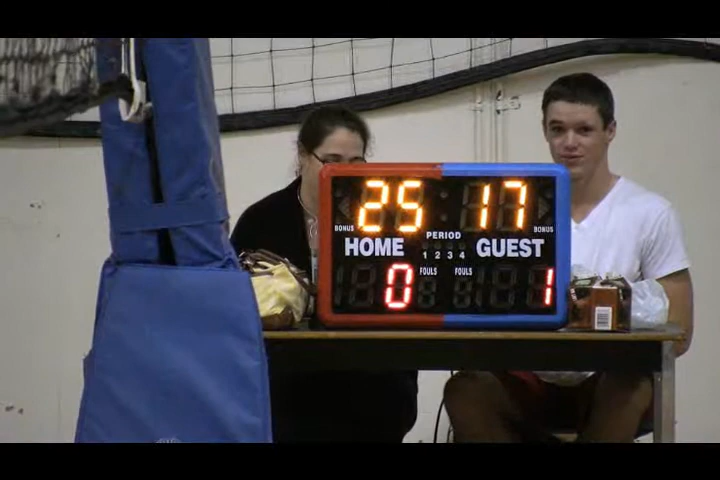 25 17
BONUS PERIOD BONUS
HOME 1 2 3 4 GUEST
FOULS FOULS
0 1